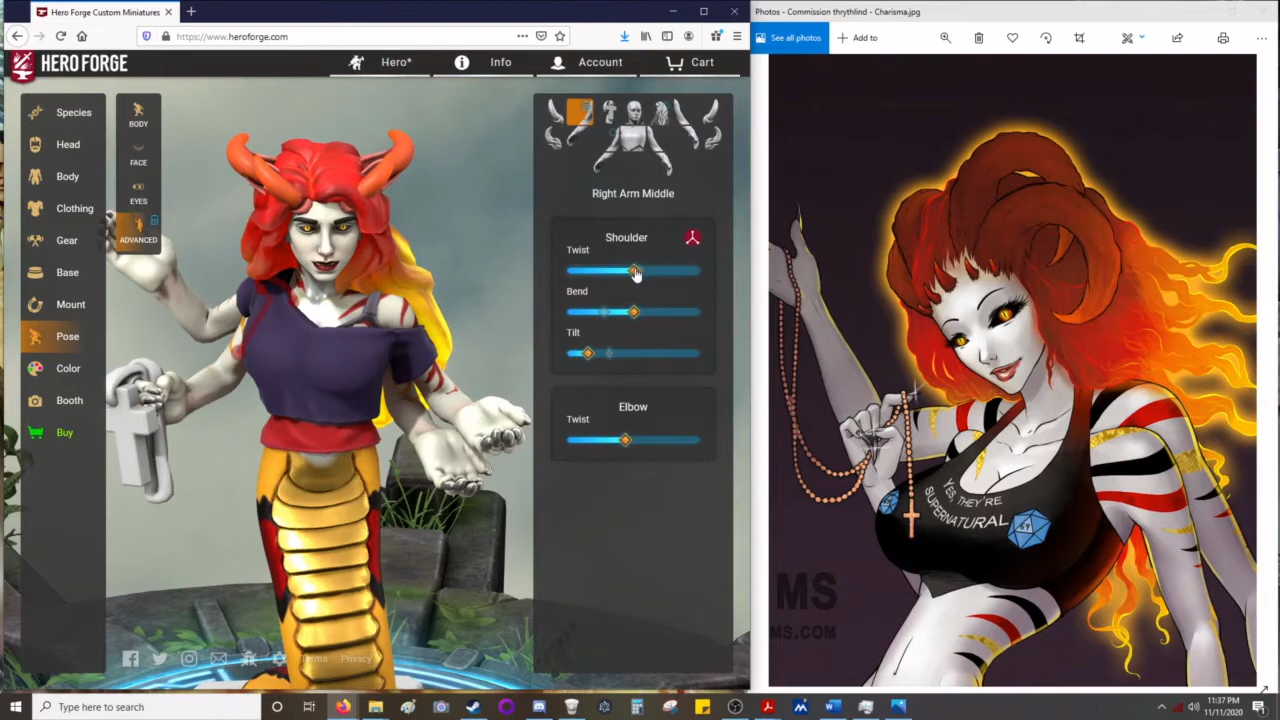 Hero Forge Custom Miniatures
Photos - Commission thrythlind - Charisma.jpg
https://www.heroforge.com
See all photos
Add to
HERO FORGE
Hero*
Info
Account
Cart
Species
Head
Body
Clothing
Gear
Base
Mount
Pose
Color
Booth
Buy
BODY
FACE
EYES
ADVANCED
Right Arm Middle
Shoulder
Twist
Bend
Tilt
Elbow
Twist
YES, THEY'RE
SUPERNATURAL
MS
MS.COM
Terms
Privacy
Type here to search
11:37 PM
11/11/2020